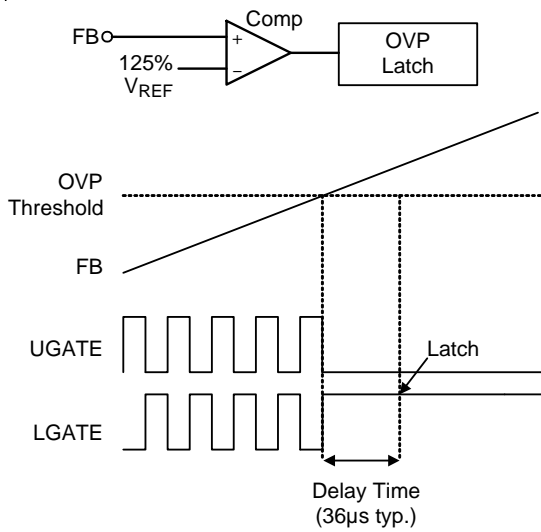 Comp
FB
+
125%
VREF
−
OVP
Latch
OVP
Threshold
FB
UGATE
Latch
LGATE
Delay Time
(36μs typ.)